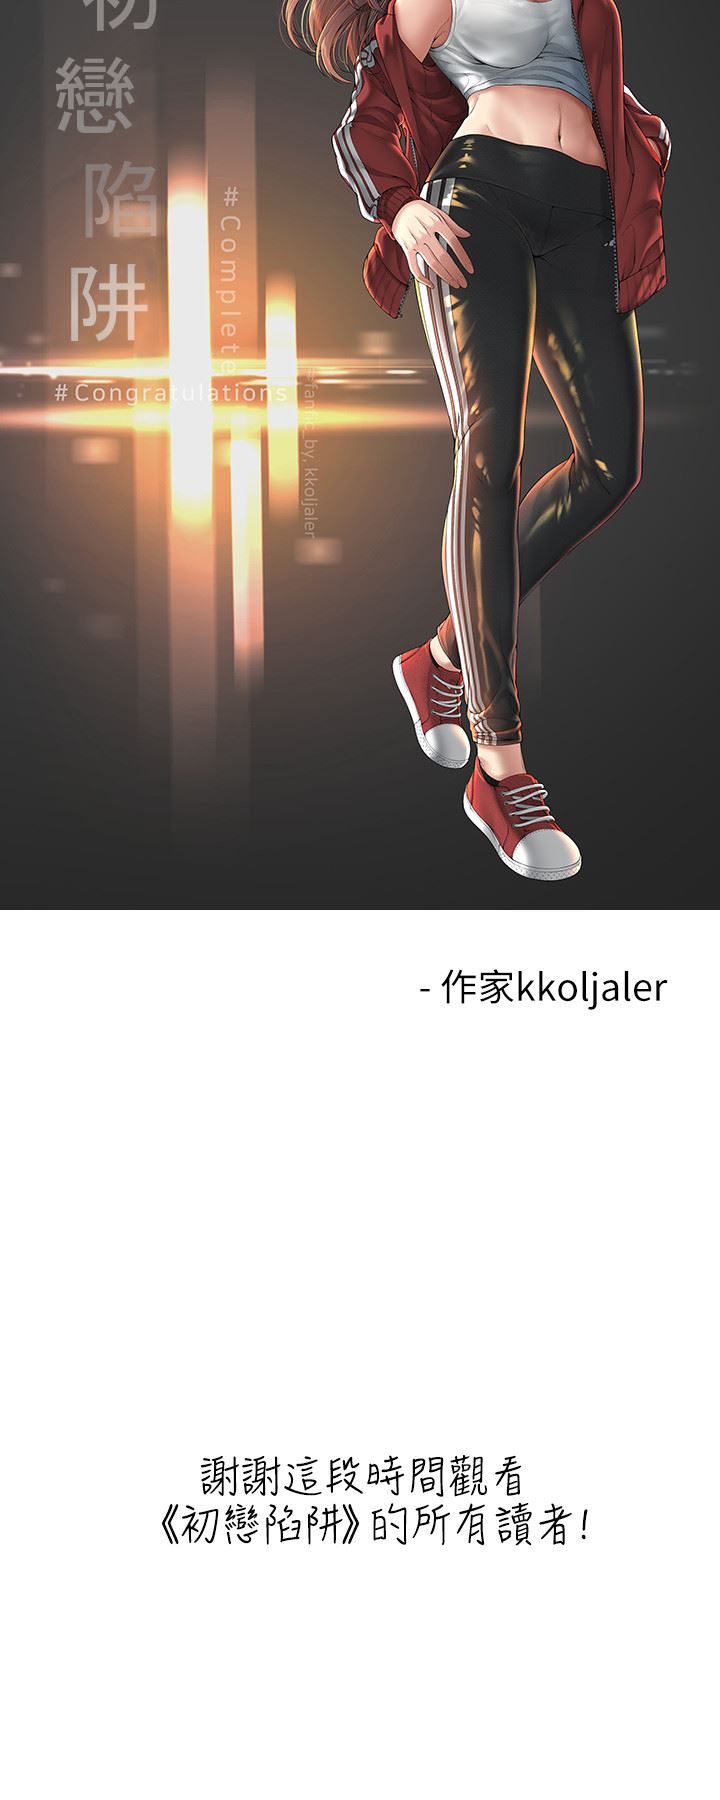 初戀陷阱
#Complete
#Congratulations
#fanfic_by, kkoljaler
- 作家kkoljaler
謝謝這段時間觀看
《初戀陷阱》的所有讀者!